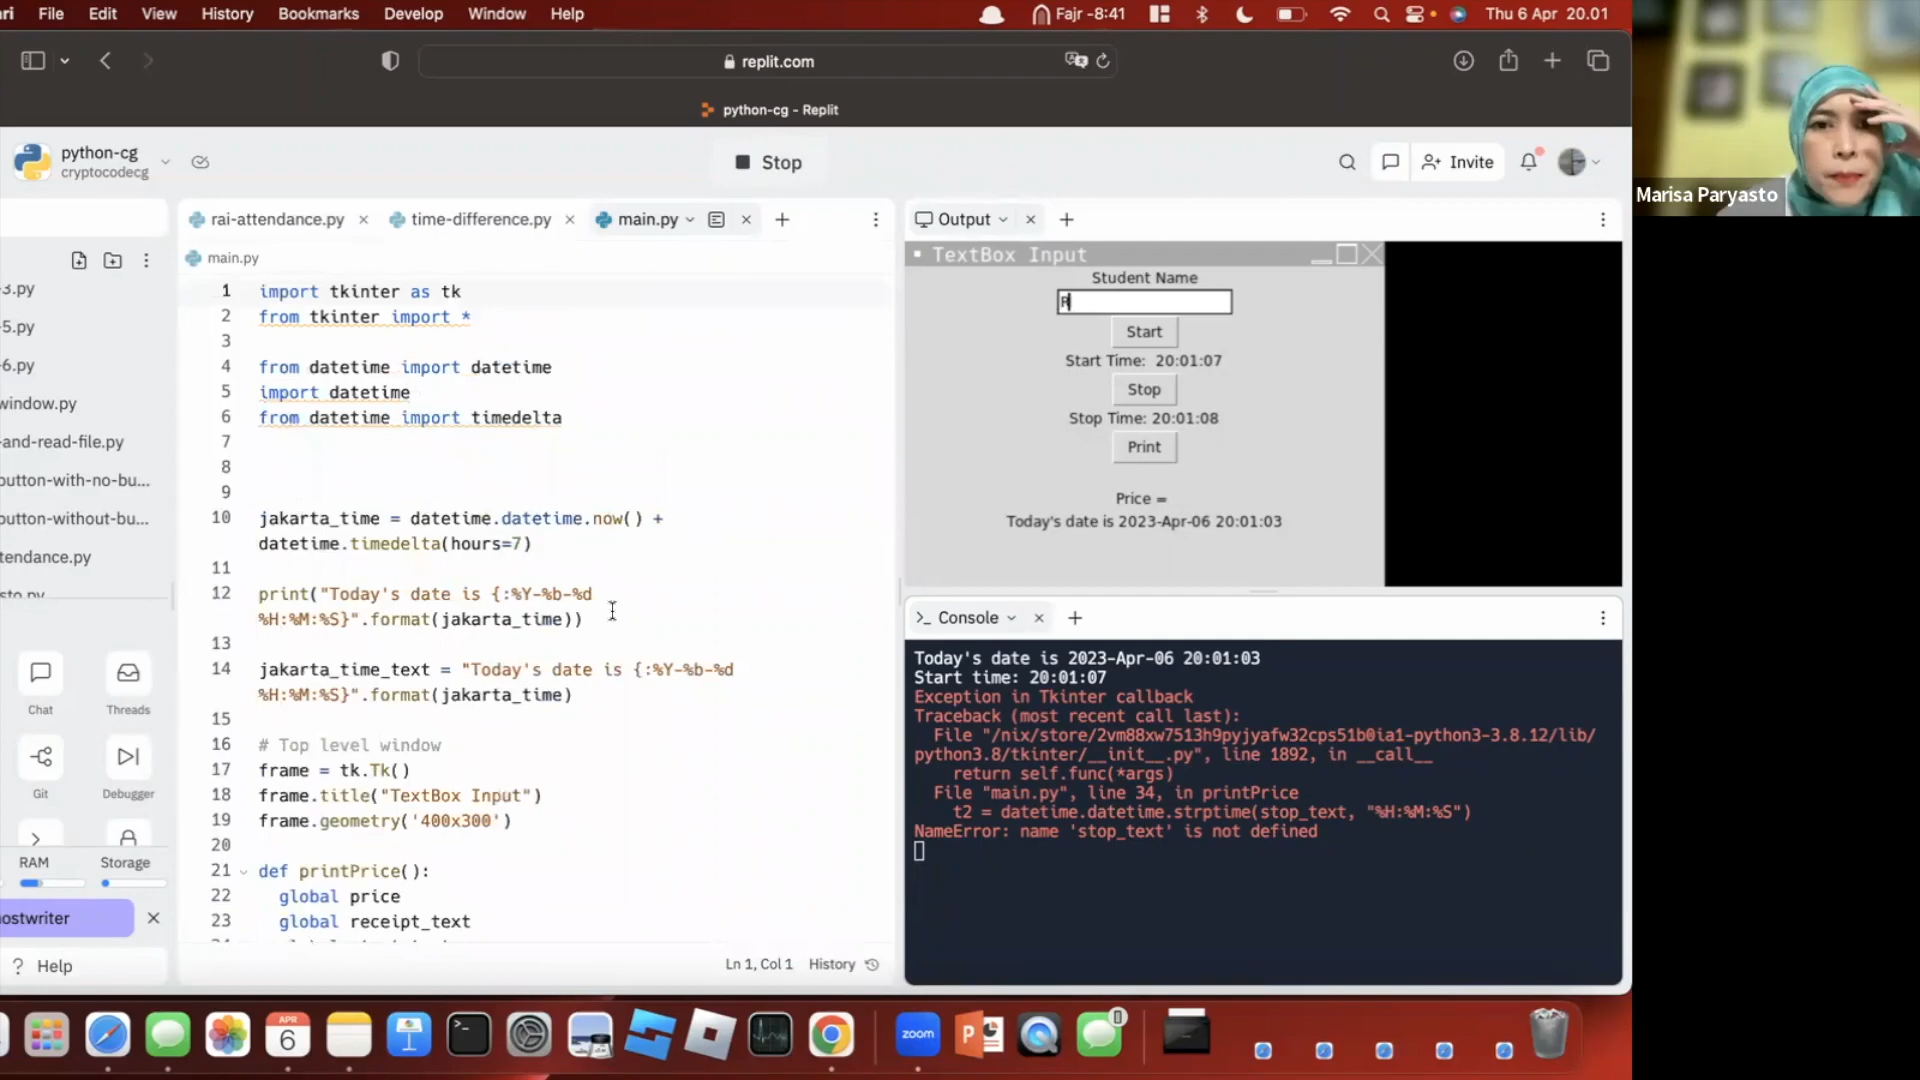 ri File Edit View History Bookmarks Develop Window Help Fajr -8:41 Thu 6 Apr 20.01
replit.com
python-cg - Replit
python-cg
cryptocodecg
Stop
Invite
Marisa Paryasto
rai-attendance.py time-difference.py main.py
main.py
-3.py
-5.py
-6.py
window.py
-and-read-file.py
outton-with-no-bu...
outton-without-bu...
tendance.py
sto.py
Chat Threads
Git Debugger
RAM Storage
ostwriter
? Help
1 import tkinter as tk
2 from tkinter import *
3
4 from datetime import datetime
5 import datetime
6 from datetime import timedelta
7
8
9
10 jakarta_time = datetime.datetime.now() +
datetime.timedelta(hours=7)
11
12 print("Today's date is {:%Y-%b-%d
%H:%M:%S}".format(jakarta_time))
13
14 jakarta_time_text = "Today's date is {:%Y-%b-%d
%H:%M:%S}".format(jakarta_time)
15
16 # Top level window
17 frame = tk.Tk()
18 frame.title("TextBox Input")
19 frame.geometry('400x300')
20
21 def printPrice():
22 global price
23 global receipt_text
Ln 1, Col 1 History
Output
TextBox Input
Student Name
R
Start
Start Time: 20:01:07
Stop
Stop Time: 20:01:08
Print
Price =
Today's date is 2023-Apr-06 20:01:03
Console
Today's date is 2023-Apr-06 20:01:03
Start time: 20:01:07
Exception in Tkinter callback
Traceback (most recent call last):
File "/nix/store/2vm88xw7513h9pyjyafw32cps51b0ia1-python3-3.8.12/lib/
python3.8/tkinter/__init__.py", line 1892, in __call__
return self.func(*args)
File "main.py", line 34, in printPrice
t2 = datetime.datetime.strptime(stop_text, "%H:%M:%S")
NameError: name 'stop_text' is not defined
APR
6
zoom